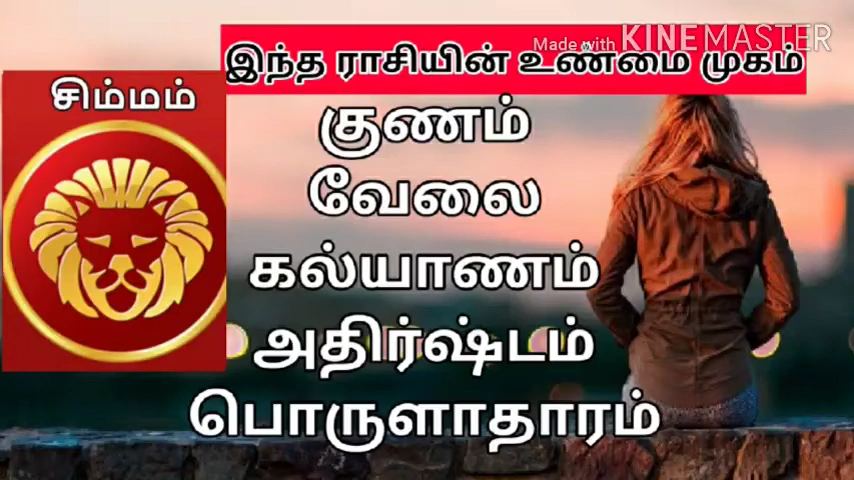 Made with KINEMASTER
இந்த ராசியின் உண்மை முகம்
சிம்மம்
குணம்
வேலை
கல்யாணம்
அதிர்ஷ்டம்
பொருளாதாரம்